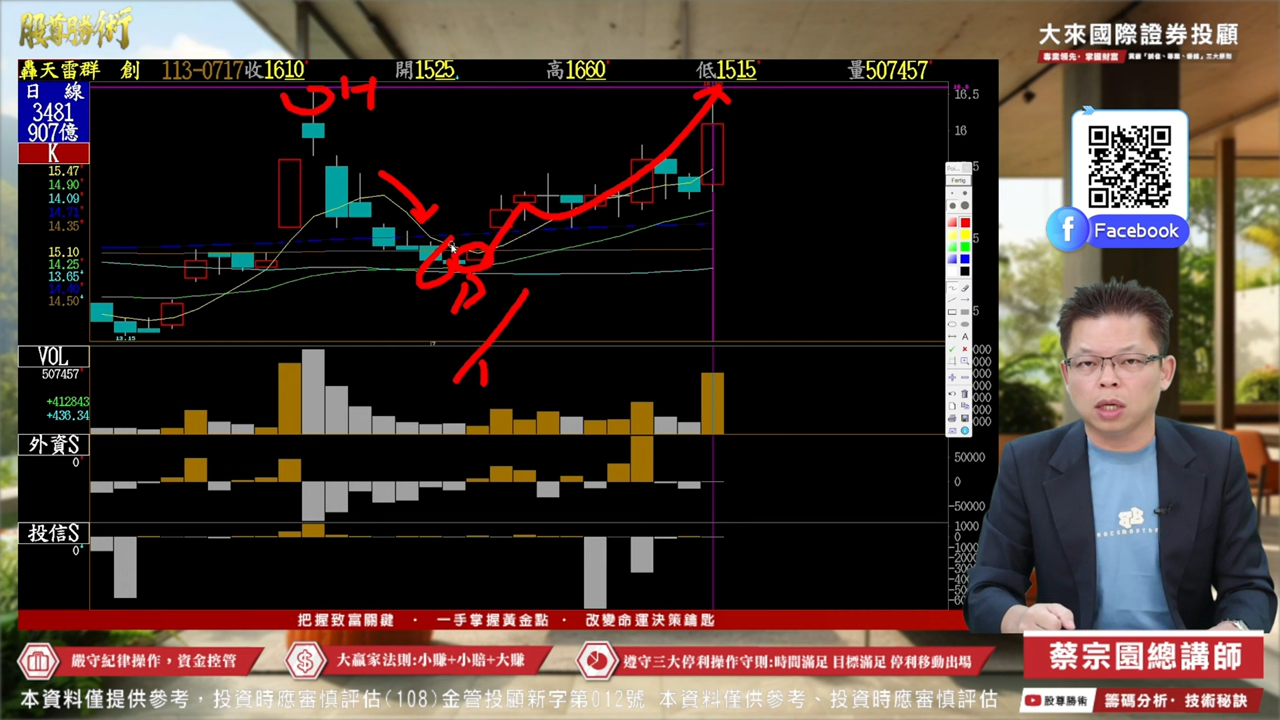 股尊勝術
大來國際證券投顧
專業領先·掌握財富
轟天雷群 創 113-0717收1610 開1525 高1660 低1515 量507457
日 線
3481
907億
K
15.47
14.90
14.09
14.71
14.35
15.10
14.25
13.65
14.40
14.50
16.5
16
13.15
VOL
507457
+412843
+436.34
外資S
0
50000
0
-50000
投信S
0
1000
0
-1000
Fertig
A
Facebook
把握致富關鍵 · 一手掌握黃金點 · 改變命運決策鑰匙
嚴守紀律操作，資金控管
大贏家法則:小賺+小賠+大賺
遵守三大停利操作守則:時間滿足 目標滿足 停利移動出場
蔡宗園總講師
股尊勝術
籌碼分析·技術秘訣
本資料僅提供參考，投資時應審慎評估(108)金管投顧新字第012號 本資料僅供參考、投資時應審慎評估